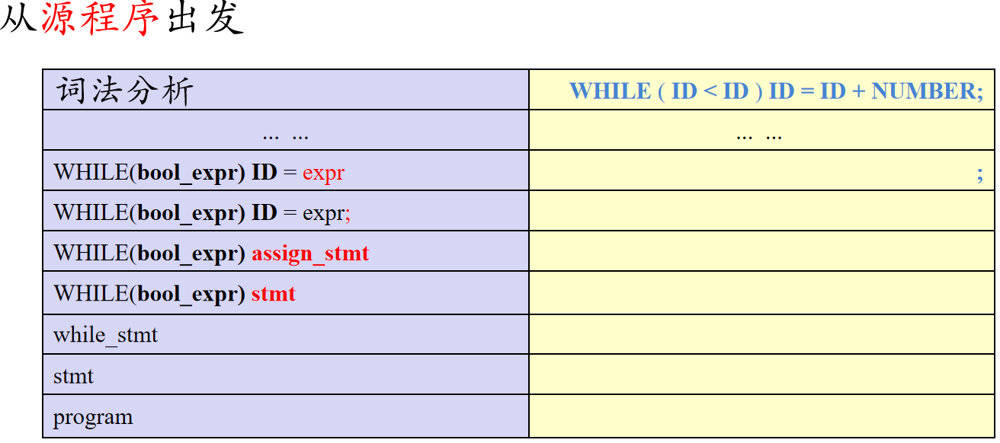 从源程序出发
词法分析 WHILE ( ID < ID ) ID = ID + NUMBER;
... ... ... ...
WHILE(bool_expr) ID = expr ;
WHILE(bool_expr) ID = expr;
WHILE(bool_expr) assign_stmt
WHILE(bool_expr) stmt
while_stmt
stmt
program